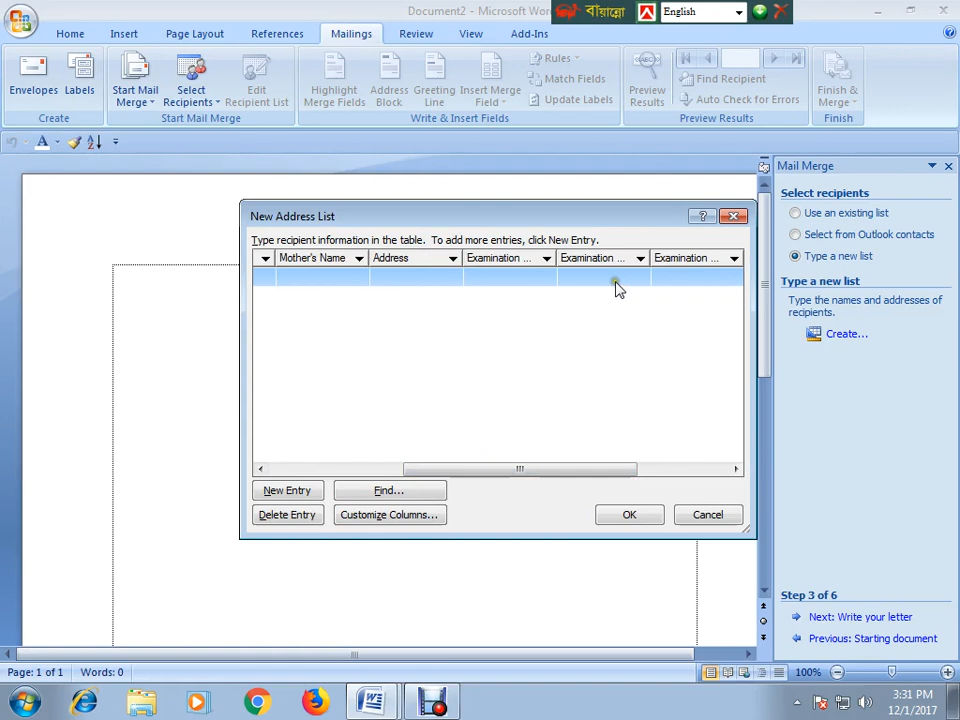 Document2 - Microsoft Wor
বায়ান্নো
English
Home Insert Page Layout References Mailings Review View Add-Ins
Envelopes
Labels
Create
Start Mail Merge
Select Recipients
Edit Recipient List
Start Mail Merge
Highlight Merge Fields
Address Block
Greeting Line
Insert Merge Field
Rules
Match Fields
Update Labels
Write & Insert Fields
ABC
Preview Results
Find Recipient
Auto Check for Errors
Preview Results
Finish & Merge
Finish
Mail Merge
Select recipients
Use an existing list
Select from Outlook contacts
Type a new list
Type a new list
Type the names and addresses of
recipients.
Create...
New Address List
Type recipient information in the table. To add more entries, click New Entry.
Mother's Name Address Examination ... Examination ... Examination ...
New Entry Find...
Delete Entry Customize Columns... OK Cancel
Step 3 of 6
Next: Write your letter
Previous: Starting document
Page: 1 of 1 Words: 0 100%
3:31 PM
12/1/2017